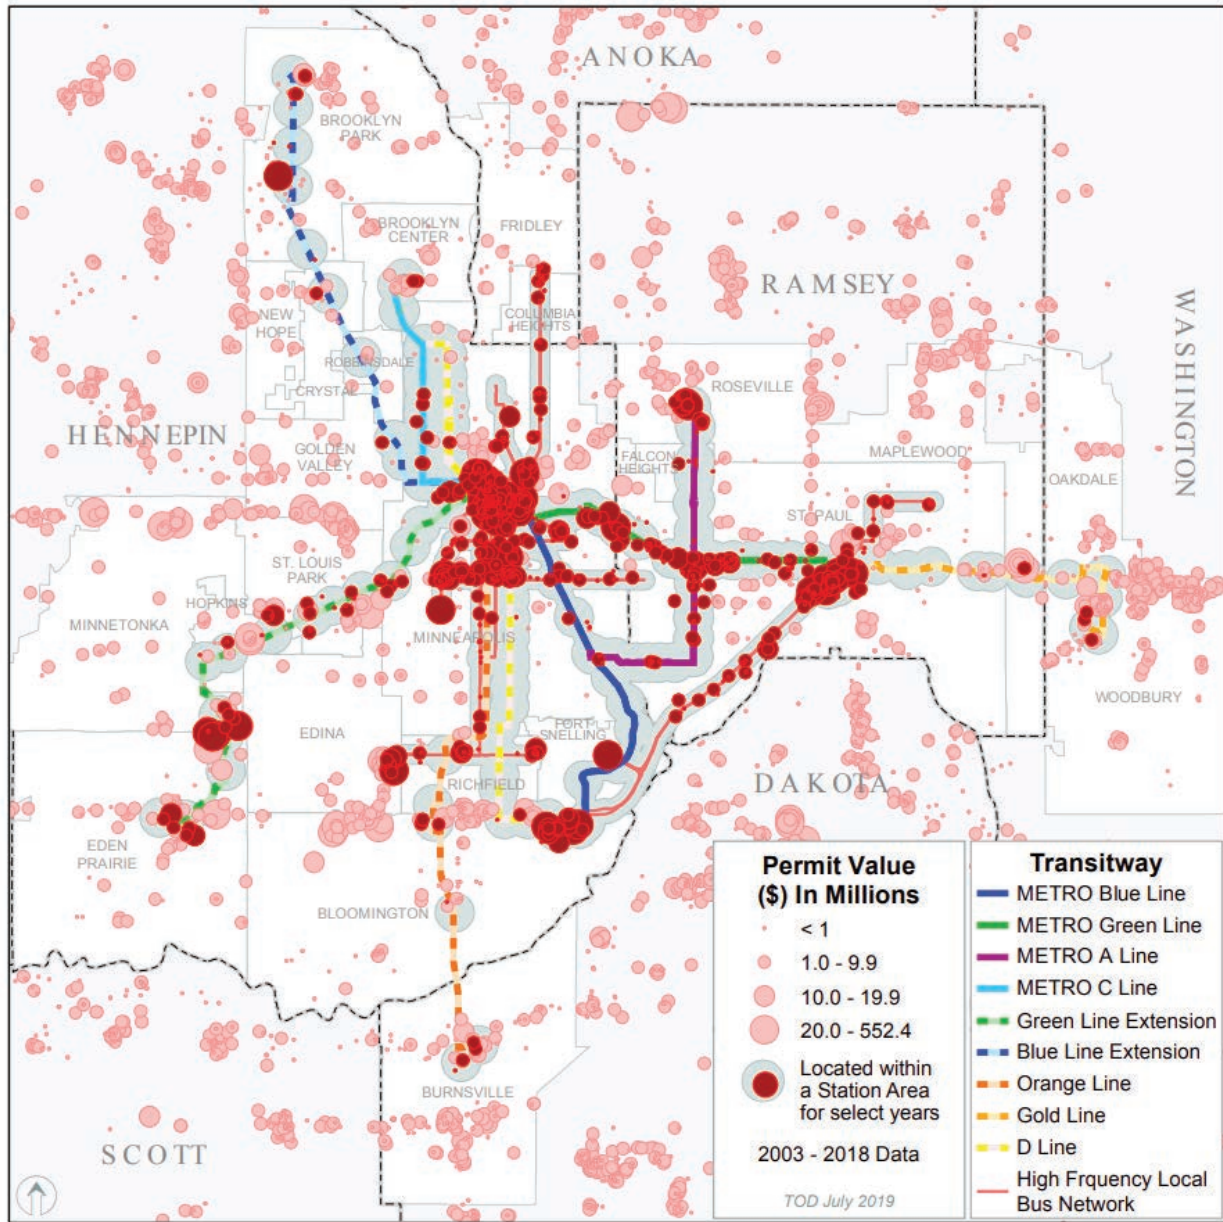 ANOKA
BROOKLYN
PARK
BROOKLYN
CENTER
FRIDLEY
RAMSEY
WASHINGTON
NEW
HOPE
COLUMBIA
HEIGHTS
ROBBINSDALE
CRYSTAL
ROSEVILLE
HENNEPIN
GOLDEN
VALLEY
FALCON
HEIGHTS
MAPLEWOOD
OAKDALE
ST. PAUL
ST. LOUIS
PARK
HOPKINS
MINNETONKA
MINNEAPOLIS
WOODBURY
EDINA
FORT
SNELLING
RICHFIELD
DAKOTA
EDEN
PRAIRIE
BLOOMINGTON
BURNSVILLE
SCOTT
Permit Value
($) In Millions
< 1
1.0 - 9.9
10.0 - 19.9
20.0 - 552.4
Located within
a Station Area
for select years
2003 - 2018 Data
TOD July 2019
Transitway
METRO Blue Line
METRO Green Line
METRO A Line
METRO C Line
Green Line Extension
Blue Line Extension
Orange Line
Gold Line
D Line
High Frquency Local
Bus Network